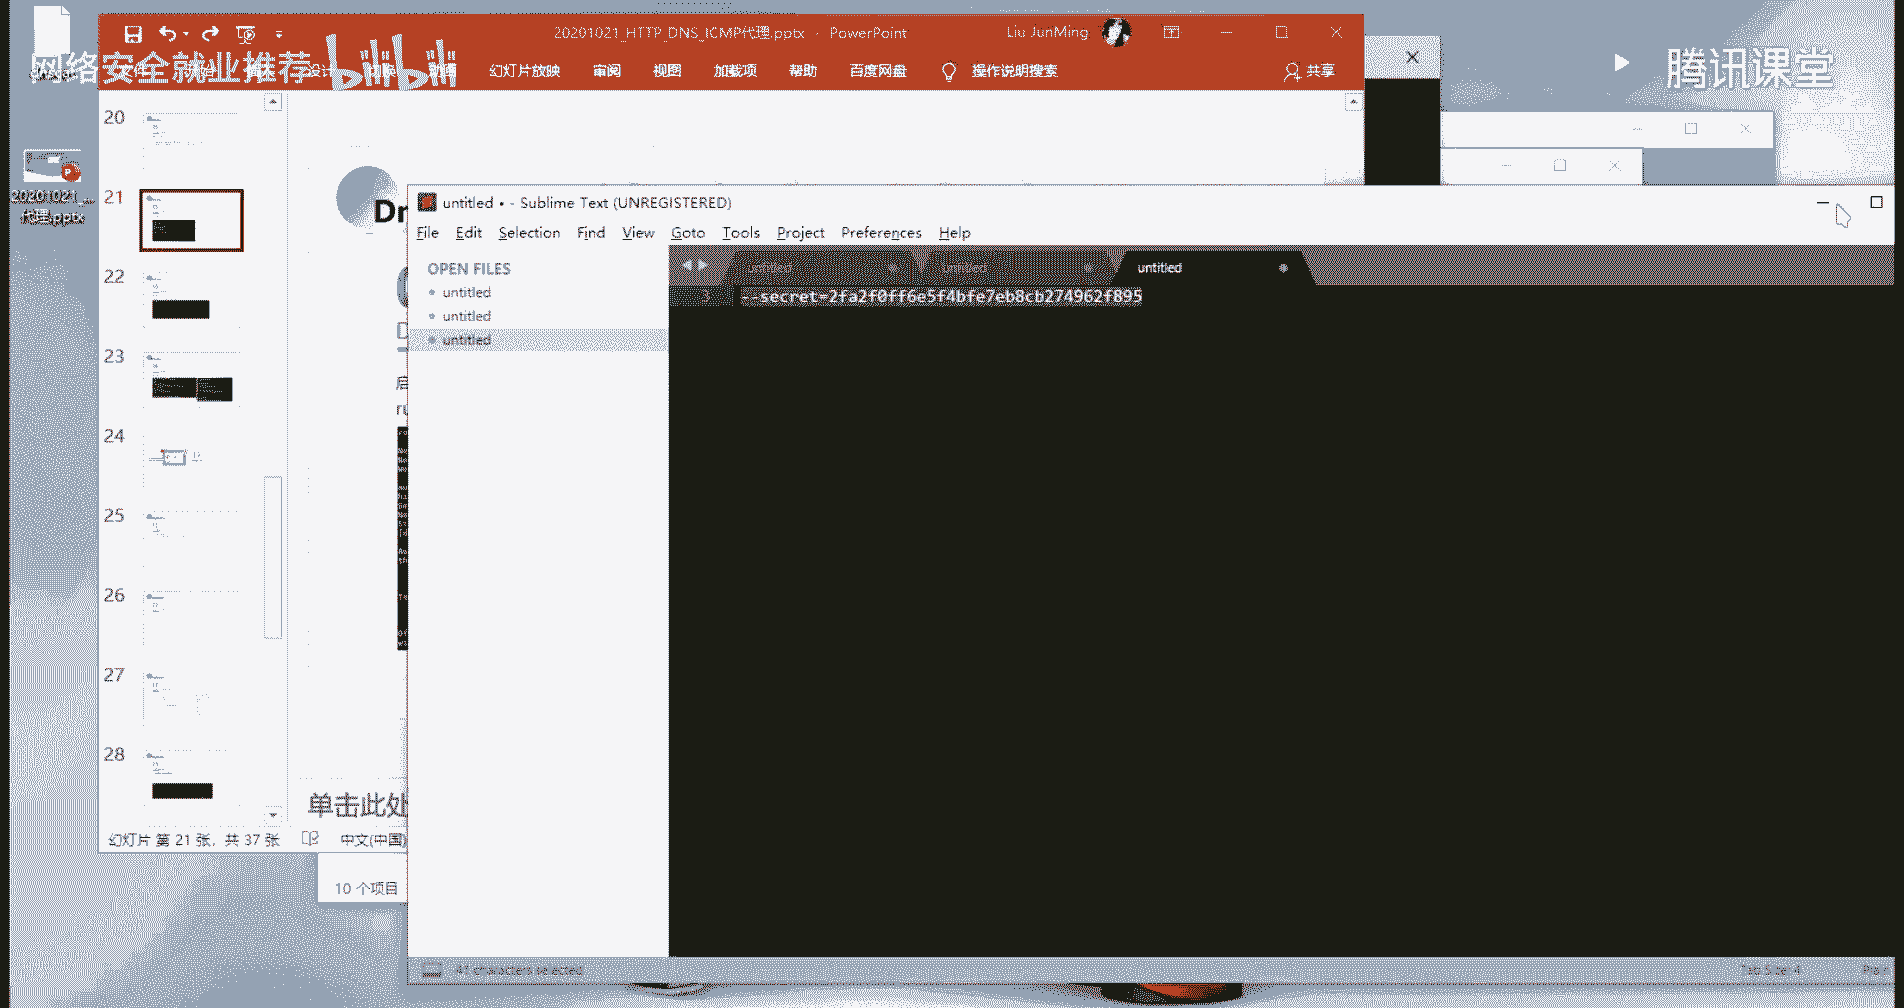 20201021_HTTP_DNS_ICMP代理.pptx - PowerPoint
Liu JunMing
网络安全就业推荐
bilibili
腾讯课堂
幻灯片放映 审阅 视图 加载项 帮助 百度网盘 操作说明搜索 共享
20201021_...
代理.pptx
20
21
22
23
24
25
26
27
28
Dn
untitled • - Sublime Text (UNREGISTERED)
File Edit Selection Find View Goto Tools Project Preferences Help
OPEN FILES
untitled
untitled
untitled
untitled untitled untitled
3 --secret=2fa2f0ff6e5f4bfe7eb8cb274962f895
启
ru
单击此处
幻灯片 第 21 张，共 37 张 中文(中国)
10 个项目
41 characters selected
Tab Size: 4